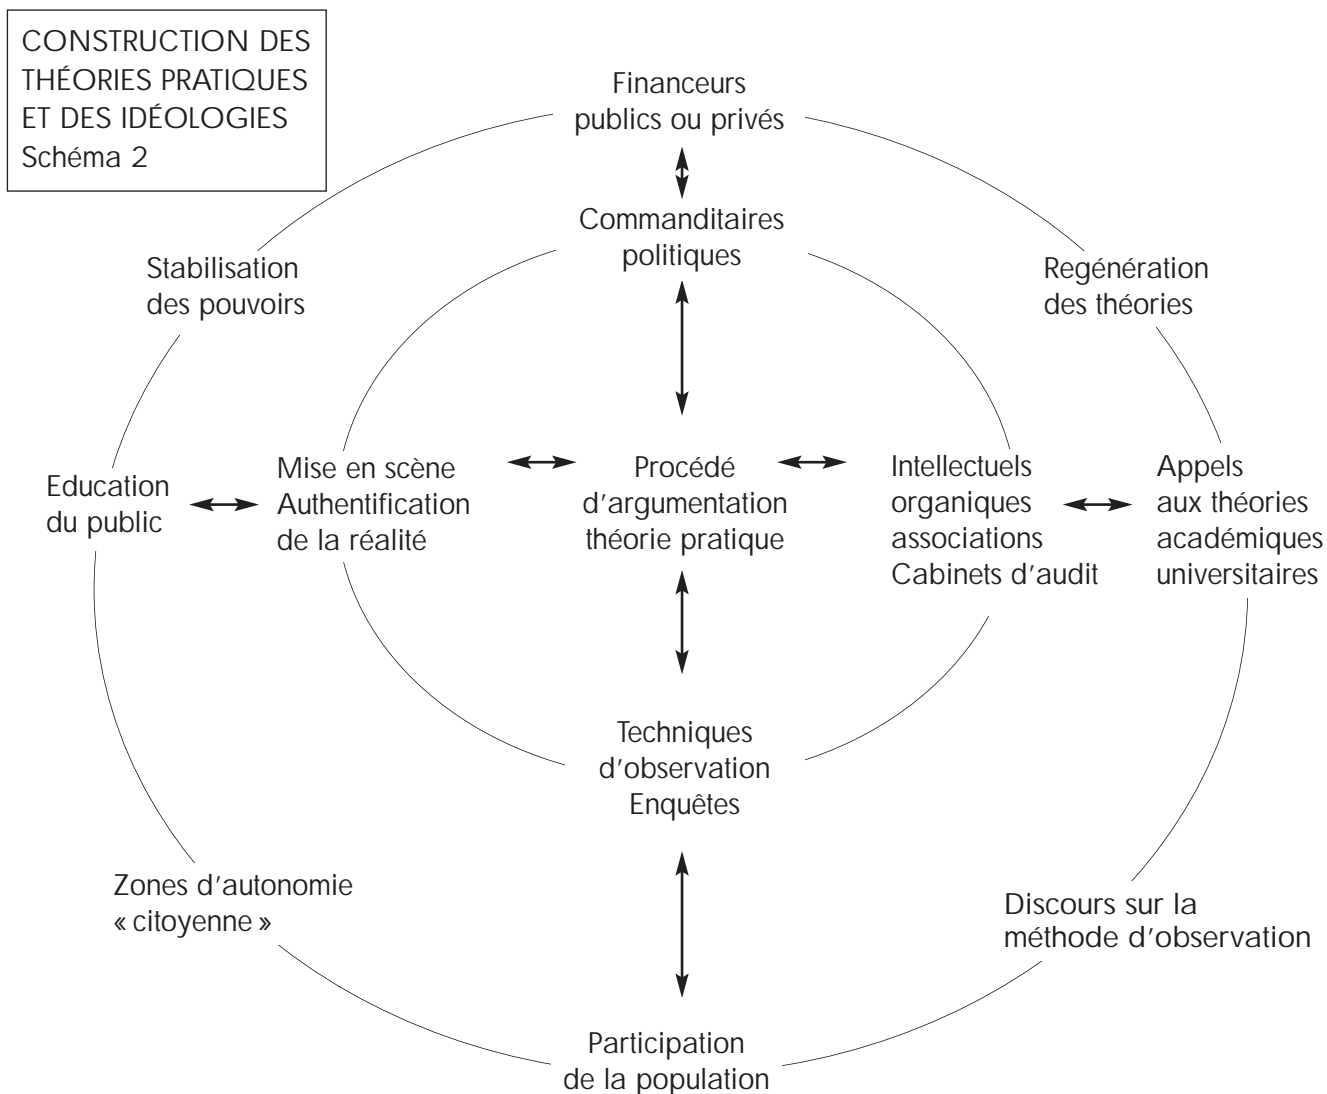 CONSTRUCTION DES
THÉORIES PRATIQUES
ET DES IDÉOLOGIES
Schéma 2
Financeurs
publics ou privés
Commanditaires
politiques
Stabilisation
des pouvoirs
Regénération
des théories
Education
du public
Mise en scène
Authentification
de la réalité
Procédé
d'argumentation
théorie pratique
Intellectuels
organiques
associations
Cabinets d'audit
Appels
aux théories
académiques
universitaires
Techniques
d'observation
Enquêtes
Zones d'autonomie
« citoyenne »
Discours sur la
méthode d'observation
Participation
de la population